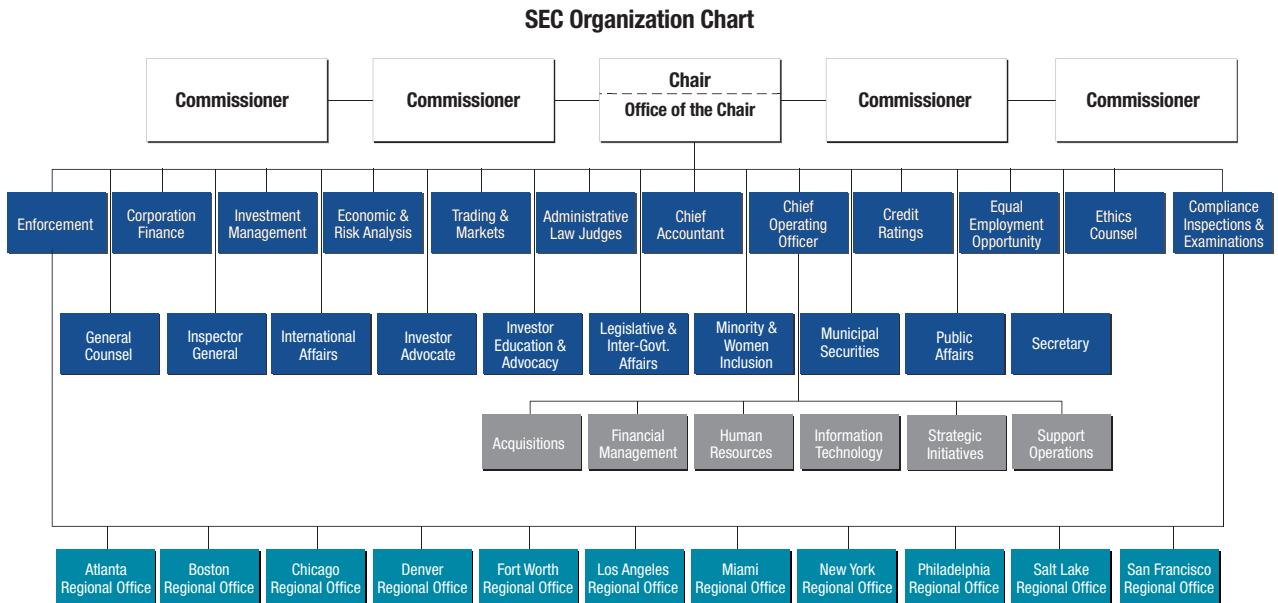 SEC Organization Chart
Commissioner
Commissioner
Chair
Office of the Chair
Commissioner
Commissioner
Enforcement
Corporation
Finance
Investment
Management
Economic &
Risk Analysis
Trading &
Markets
Administrative
Law Judges
Chief
Accountant
Chief
Operating
Officer
Credit
Ratings
Equal
Employment
Opportunity
Ethics
Counsel
Compliance
Inspections &
Examinations
General
Counsel
Inspector
General
International
Affairs
Investor
Advocate
Investor
Education &
Advocacy
Legislative &
Inter-Govt.
Affairs
Minority &
Women
Inclusion
Municipal
Securities
Public
Affairs
Secretary
Acquisitions
Financial
Management
Human
Resources
Information
Technology
Strategic
Initiatives
Support
Operations
Atlanta
Regional Office
Boston
Regional Office
Chicago
Regional Office
Denver
Regional Office
Fort Worth
Regional Office
Los Angeles
Regional Office
Miami
Regional Office
New York
Regional Office
Philadelphia
Regional Office
Salt Lake
Regional Office
San Francisco
Regional Office